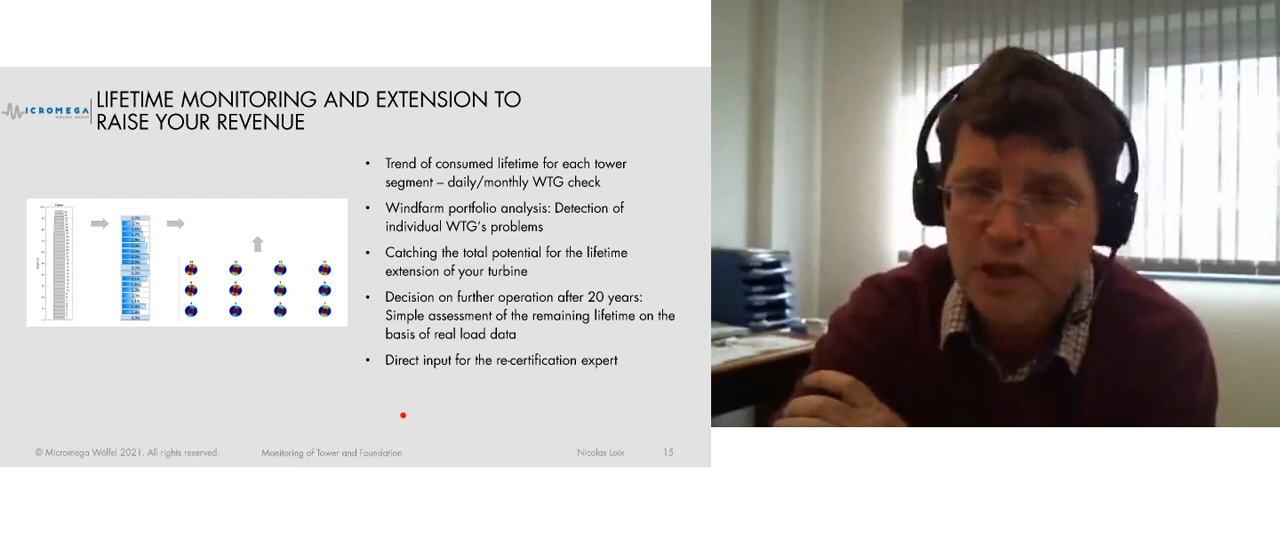 ICROMEGA
LIFETIME MONITORING AND EXTENSION TO
RAISE YOUR REVENUE
• Trend of consumed lifetime for each tower
segment – daily/monthly WTG check
• Windfarm portfolio analysis: Detection of
individual WTG's problems
• Catching the total potential for the lifetime
extension of your turbine
• Decision on further operation after 20 years:
Simple assessment of the remaining lifetime on the
basis of real load data
• Direct input for the re-certification expert
© Micromega Wölfel 2021. All rights reserved.
Monitoring of Tower and Foundation
Nicolas Loix
15